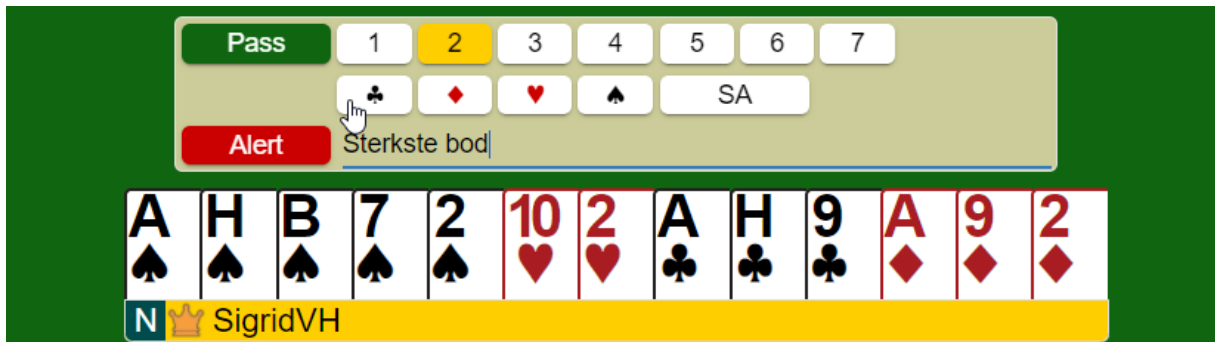 Pass 1 2 3 4 5 6 7
♣ ♦ ♥ ♠ SA
Alert Sterkste bod
A H B 7 2 10 2 A H 9 A 9 2
♠ ♠ ♠ ♠ ♠ ♥ ♥ ♣ ♣ ♣ ♦ ♦ ♦
N SigridVH